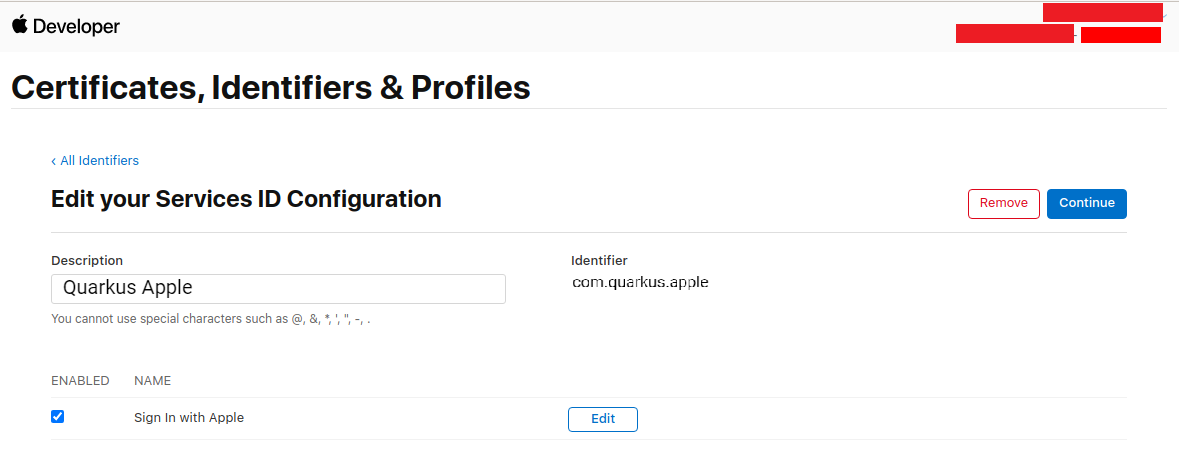 Developer
Certificates, Identifiers & Profiles
‹ All Identifiers
Edit your Services ID Configuration
Remove
Continue
Description
Identifier
Quarkus Apple
com.quarkus.apple
You cannot use special characters such as @, &, *, ', ", -, .
ENABLED NAME
Sign In with Apple
Edit